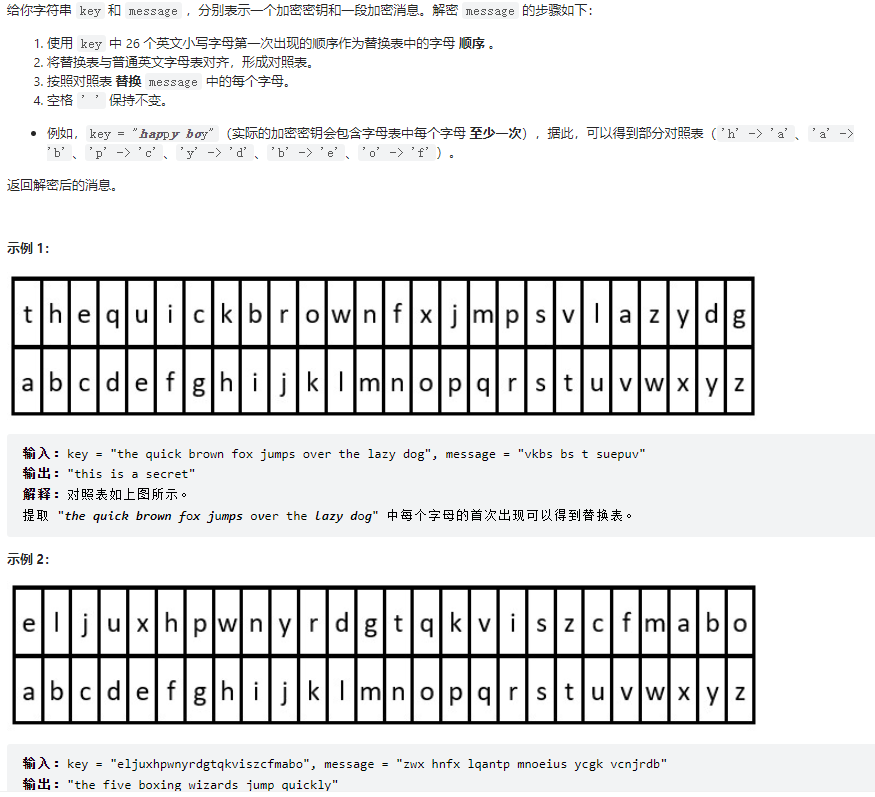 给你字符串 key 和 message ，分别表示一个加密密钥和一段加密消息。解密 message 的步骤如下：
1. 使用 key 中 26 个英文小写字母第一次出现的顺序作为替换表中的字母 顺序 。
2. 将替换表与普通英文字母表对齐，形成对照表。
3. 按照对照表 替换 message 中的每个字母。
4. 空格 ' ' 保持不变。
• 例如，key = "happy boy"（实际的加密密钥会包含字母表中每个字母 至少一次），据此，可以得到部分对照表（'h' -> 'a'、'a' ->
'b'、'p' -> 'c'、'y' -> 'd'、'b' -> 'e'、'o' -> 'f'）。
返回解密后的消息。
示例 1：
t h e q u i c k b r o w n f x j m p s v l a z y d g
a b c d e f g h i j k l m n o p q r s t u v w x y z
输入：key = "the quick brown fox jumps over the lazy dog", message = "vkbs bs t suepuv"
输出："this is a secret"
解释：对照表如上图所示。
提取 "the quick brown fox jumps over the lazy dog" 中每个字母的首次出现可以得到替换表。
示例 2：
e l j u x h p w n y r d g t q k v i s z c f m a b o
a b c d e f g h i j k l m n o p q r s t u v w x y z
输入：key = "eljuxhpwnyrdgtqkviszcfmabo", message = "zwx hnfx lqantp mnoeius ycgk vcnjrdb"
输出："the five boxing wizards jump quickly"